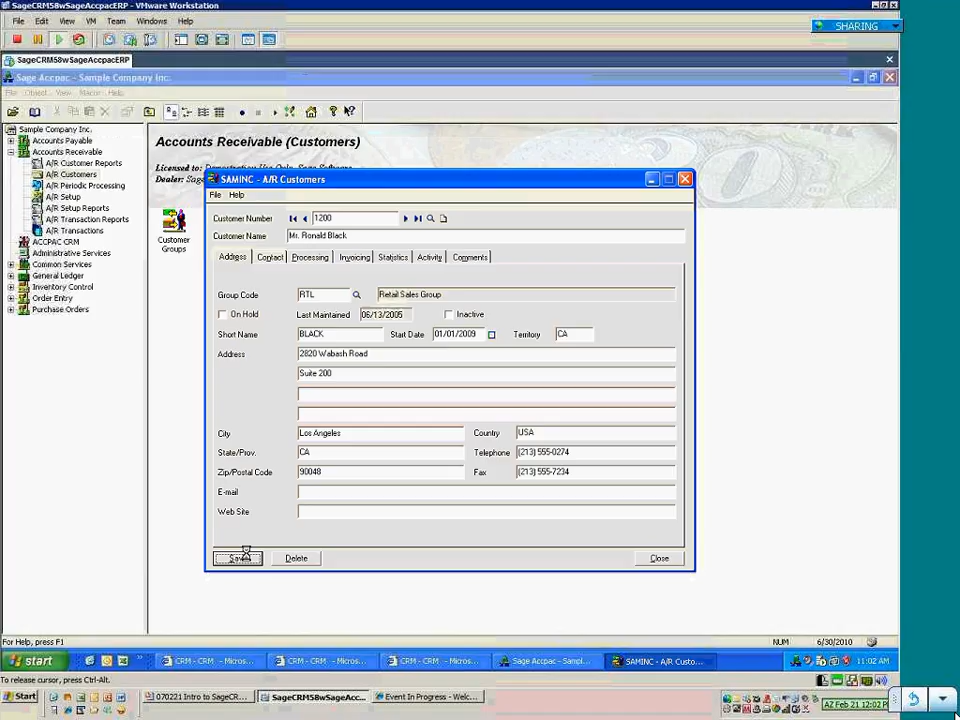 SageCRM58wSageAccpacERP - VMware Workstation
File Edit View VM Team Windows Help
SHARING
SageCRM58wSageAccpacERP
Sage Accpac - Sample Company Inc.
File Object View Macro Help
Sample Company Inc.
Accounts Payable
Accounts Receivable
A/R Customer Reports
A/R Customers
A/R Periodic Processing
A/R Setup
A/R Setup Reports
A/R Transaction Reports
A/R Transactions
ACCPAC CRM
Administrative Services
Common Services
General Ledger
Inventory Control
Order Entry
Purchase Orders
Accounts Receivable (Customers)
Licensed to:
Dealer: Sage
Customer
Groups
SAMINC - A/R Customers
File Help
Customer Number 1200
Customer Name Mr. Ronald Black
Address Contact Processing Invoicing Statistics Activity Comments
Group Code RTL Retail Sales Group
On Hold Last Maintained 06/13/2005 Inactive
Short Name BLACK Start Date 01/01/2009 Territory CA
Address 2820 Wabash Road
Suite 200
City Los Angeles Country USA
State/Prov. CA Telephone (213) 555-0274
Zip/Postal Code 90048 Fax (213) 555-7234
E-mail
Web Site
Save Delete Close
For Help, press F1 NUM 6/30/2010
start CRM - CRM - Micros... CRM - CRM - Micros... CRM - CRM - Micros... Sage Accpac - Sampl... SAMINC - A/R Custo... 11:02 AM
To release cursor, press Ctrl-Alt.
Start 070221 Intro to SageCR... SageCRM58wSageAcc... Event In Progress - Welc... AZ Feb 21 12:02 P